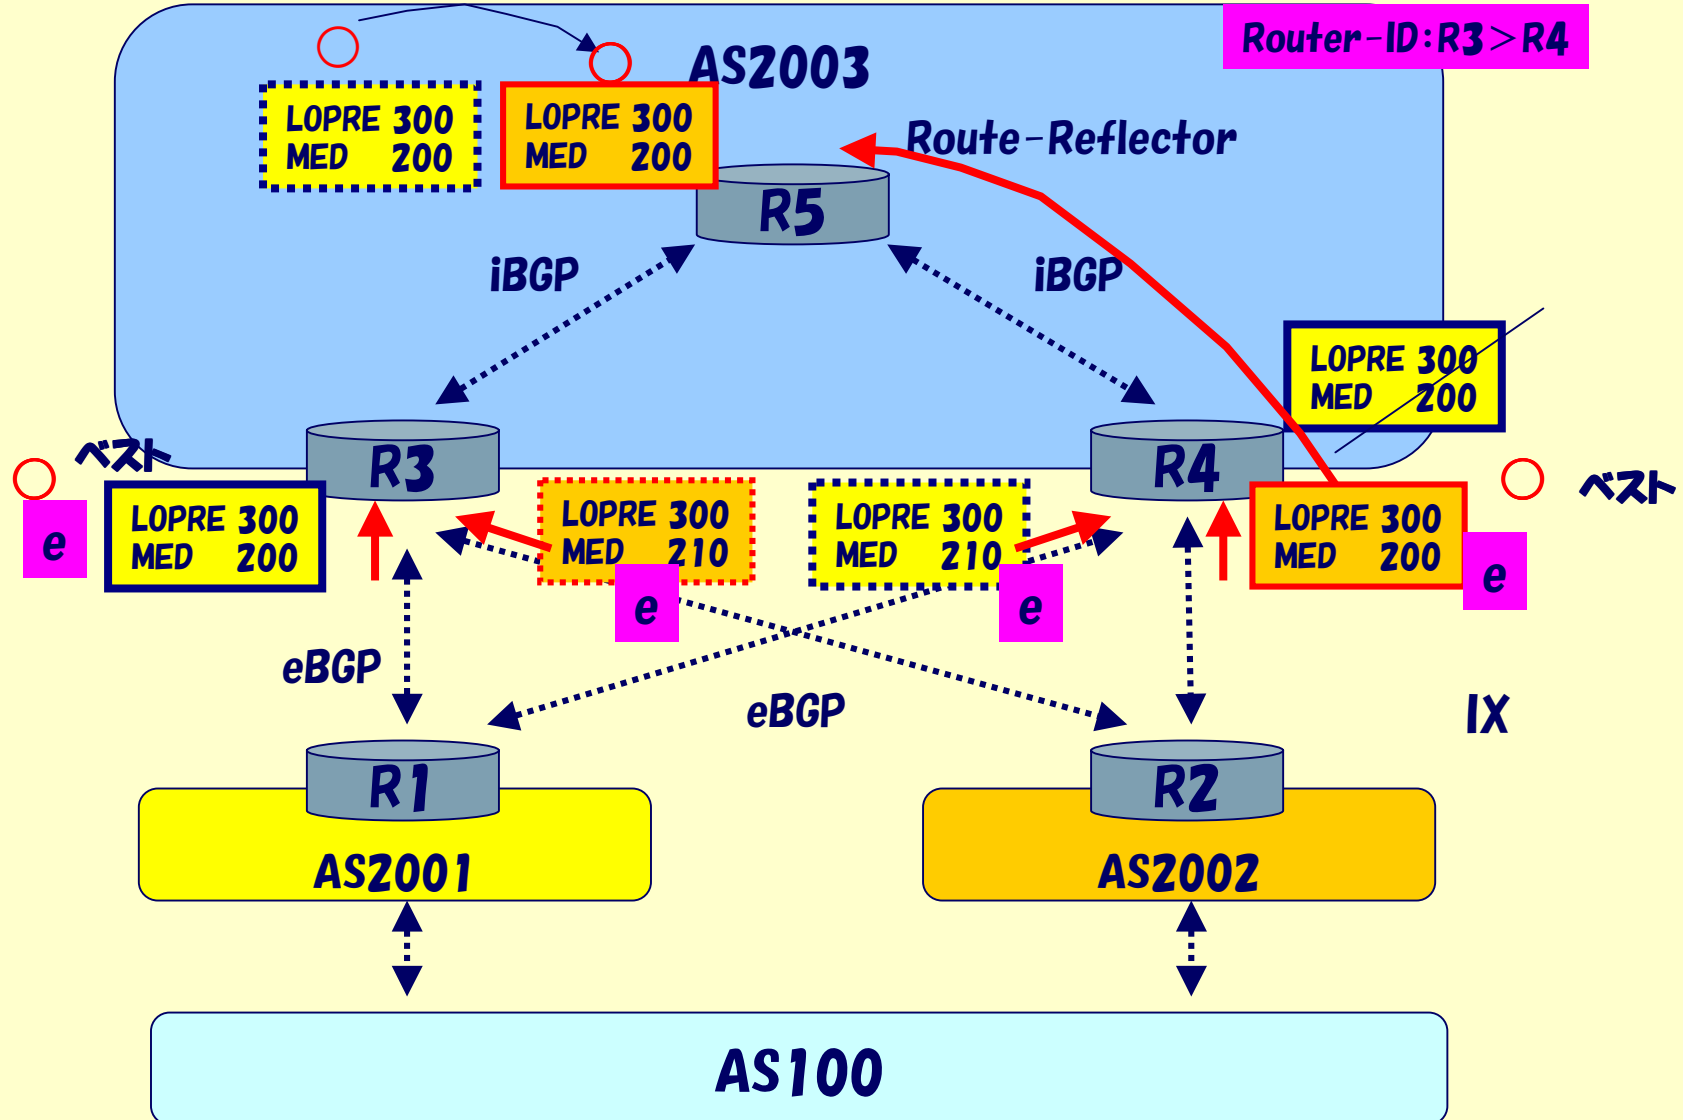 Router-ID:R3>R4
AS2003
LOPRE 300
MED 200
LOPRE 300
MED 200
Route-Reflector
R5
iBGP
iBGP
LOPRE 300
MED 200
ベスト
R3
R4
ベスト
e
LOPRE 300
MED 200
LOPRE 300
MED 210
e
LOPRE 300
MED 210
e
LOPRE 300
MED 200
e
eBGP
eBGP
IX
R1
R2
AS2001
AS2002
AS100